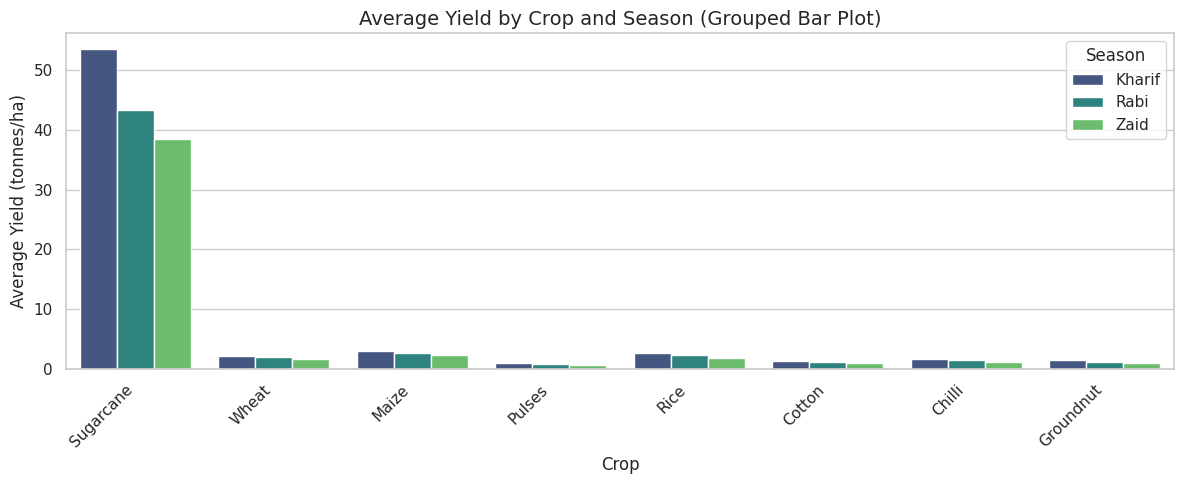 Average Yield by Crop and Season (Grouped Bar Plot)
Season
Kharif
Rabi
Zaid
Average Yield (tonnes/ha)
50
40
30
20
10
0
Sugarcane
Wheat
Maize
Pulses
Rice
Cotton
Chilli
Groundnut
Crop